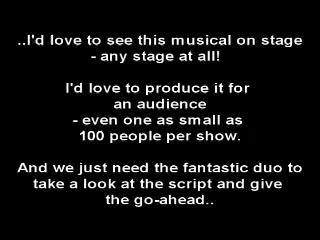 ..I'd love to see this musical on stage
- any stage at all!
I'd love to produce it for
an audience
- even one as small as
100 people per show.
And we just need the fantastic duo to
take a look at the script and give
the go-ahead..